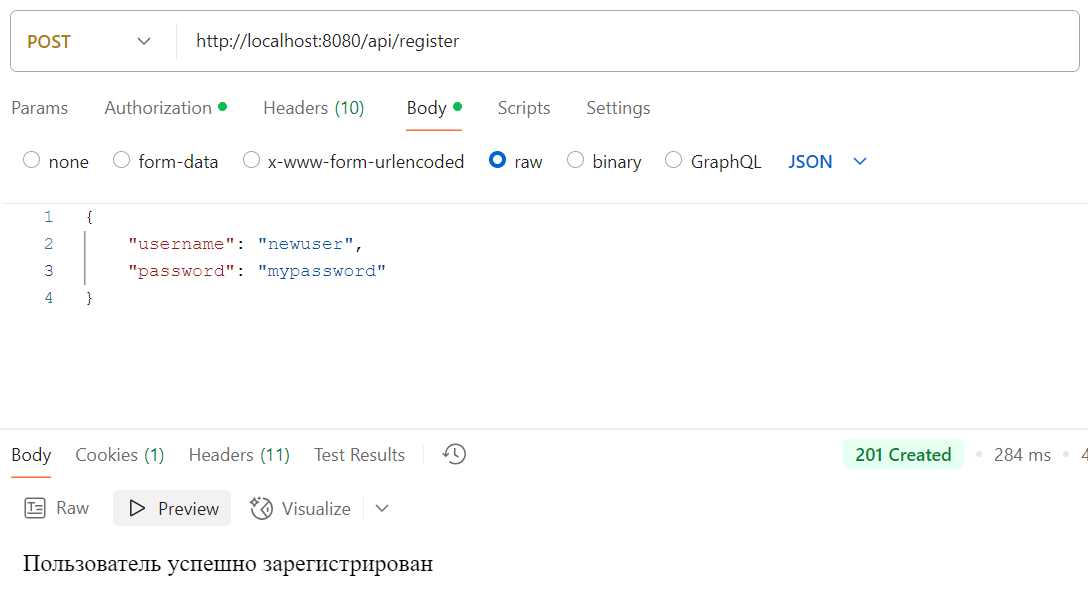 POST http://localhost:8080/api/register
Params Authorization Headers (10) Body Scripts Settings
none form-data x-www-form-urlencoded raw binary GraphQL JSON
1 {
2 "username": "newuser",
3 "password": "mypassword"
4 }
Body Cookies (1) Headers (11) Test Results 201 Created • 284 ms •
Raw Preview Visualize
Пользователь успешно зарегистрирован